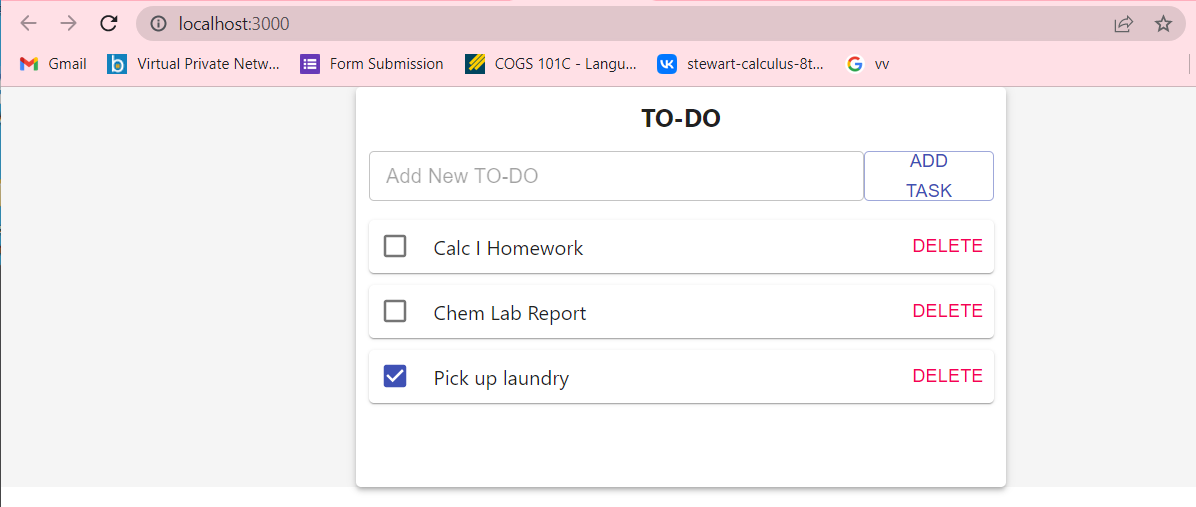 localhost:3000
Gmail Virtual Private Netw... Form Submission COGS 101C - Langu... stewart-calculus-8t... vv
TO-DO
Add New TO-DO
ADD
TASK
Calc I Homework DELETE
Chem Lab Report DELETE
Pick up laundry DELETE